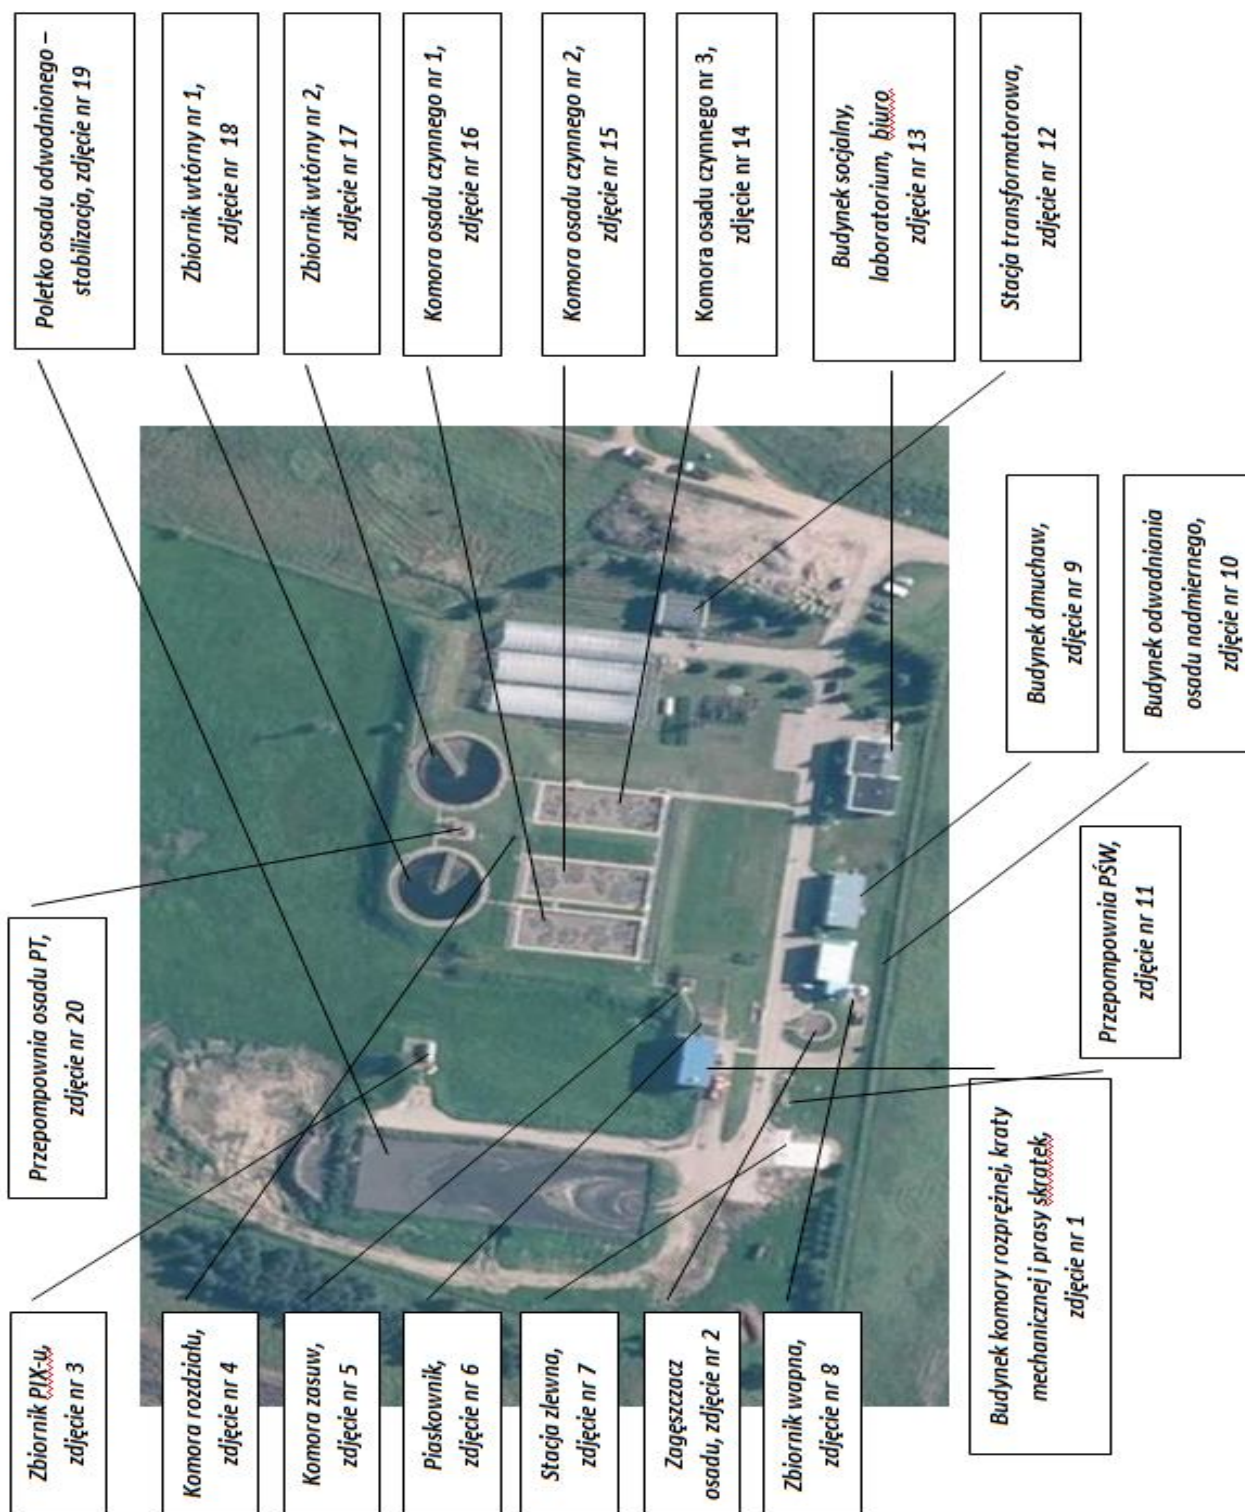 Poletko osadu odwodnionego –
stabilizacja, zdjęcie nr 19
Zbiornik wtórny nr 1,
zdjęcie nr 18
Zbiornik wtórny nr 2,
zdjęcie nr 17
Komora osadu czynnego nr 1,
zdjęcie nr 16
Komora osadu czynnego nr 2,
zdjęcie nr 15
Komora osadu czynnego nr 3,
zdjęcie nr 14
Budynek socjalny,
laboratorium, biuro
zdjęcie nr 13
Stacja transformatorowa,
zdjęcie nr 12
Przepompownia osadu PT,
zdjęcie nr 20
Budynek dmuchaw,
zdjęcie nr 9
Budynek odwadniania
osadu nadmiernego,
zdjęcie nr 10
Przepompownia PŚW,
zdjęcie nr 11
Zbiornik PIX-u,
zdjęcie nr 3
Komora rozdziału,
zdjęcie nr 4
Komora zasuw,
zdjęcie nr 5
Piaskownik,
zdjęcie nr 6
Stacja zlewna,
zdjęcie nr 7
Zagęszczacz
osadu, zdjęcie nr 2
Zbiornik wapna,
zdjęcie nr 8
Budynek komory rozprężnej, kraty
mechanicznej i prasy skratek,
zdjęcie nr 1